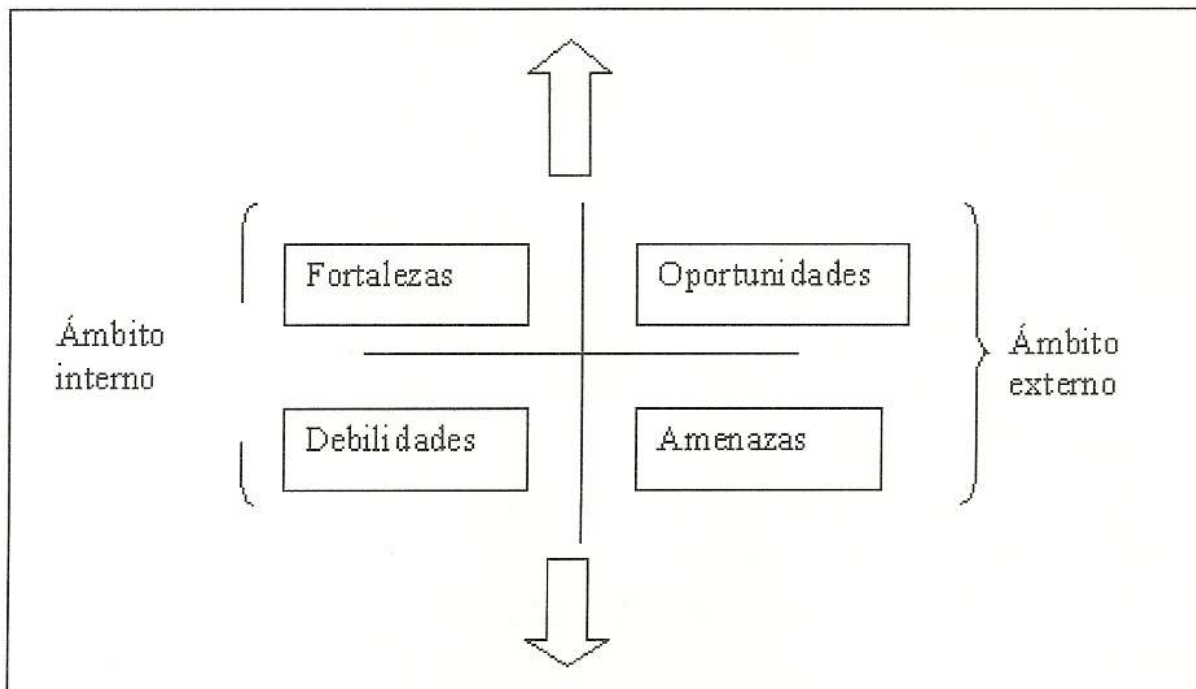 Fortalezas
Oportunidades
Ámbito
interno
Ámbito
externo
Debilidades
Amenazas